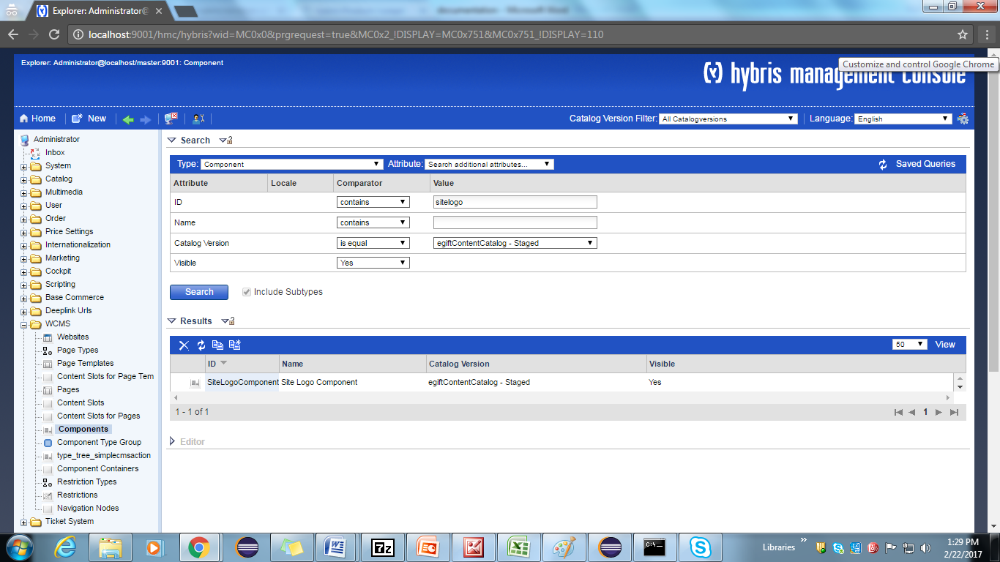 documentation - Microsoft Word
Explorer: Administrator@
localhost:9001/hmc/hybris?wid=MC0x0&prgrequest=true&MC0x2_!DISPLAY=MC0x751&MC0x751_!DISPLAY=110
Explorer: Administrator@localhost/master:9001: Component
Customize and control Google Chrome
hybris management console
Home New
Catalog Version Filter: All Catalogversions Language: English
Administrator
Inbox
System
Catalog
Multimedia
User
Order
Price Settings
Internationalization
Marketing
Cockpit
Scripting
Base Commerce
Deeplink Urls
WCMS
Websites
Page Types
Page Templates
Content Slots for Page Tem
Pages
Content Slots
Content Slots for Pages
Components
Component Type Group
type_tree_simplecmsaction
Component Containers
Restriction Types
Restrictions
Navigation Nodes
Ticket System
Search
Type: Component Attribute: Search additional attributes... Saved Queries
Attribute Locale Comparator Value
ID contains sitelogo
Name contains
Catalog Version is equal egiftContentCatalog - Staged
Visible Yes
Search Include Subtypes
Results
50 View
ID Name Catalog Version Visible
SiteLogoComponent Site Logo Component egiftContentCatalog - Staged Yes
1 - 1 of 1 1
Editor
Libraries »
1:29 PM
2/22/2017